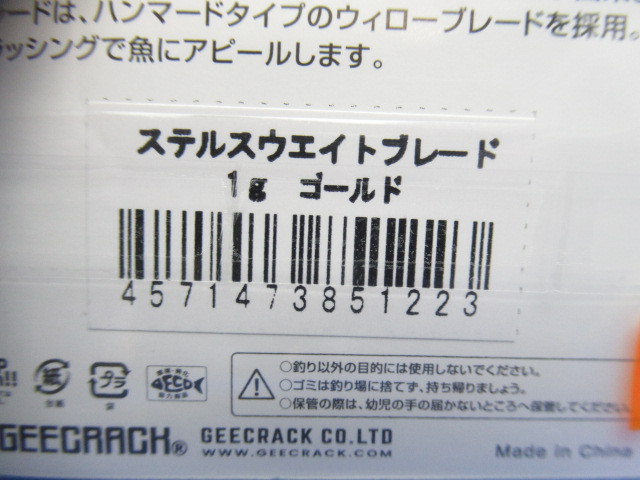 ードは、ハンマードタイプのウィローブレードを採用。
ラッシングで魚にアピールします。
ステルスウエイトブレード
1g ゴールド
4571473851223
プラ
ECO
○釣り以外の目的には使用しないでください。
○ゴミは釣り場に捨てず、持ち帰りましょう。
○保管の際は、幼児の手の届かないところへ保管してくださ
GEECRACK® GEECRACK CO.LTD
WWW.GEECRACK.COM
Made in China